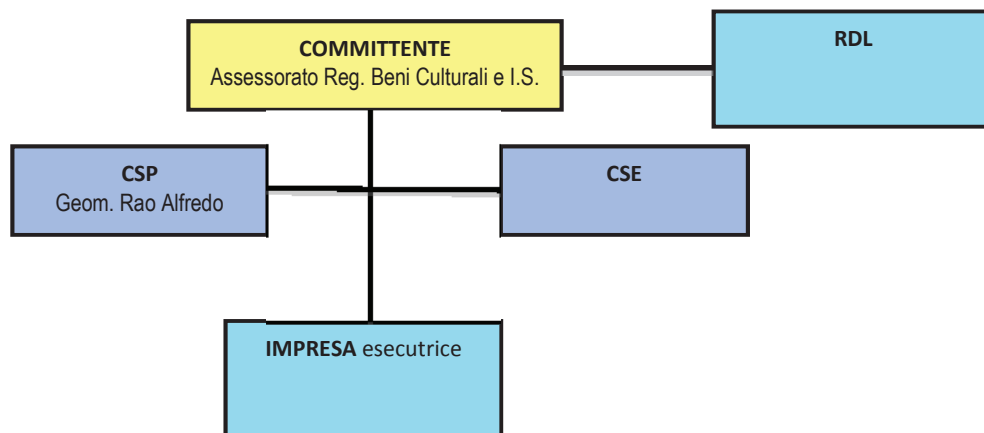 COMMITTENTE
Assessorato Reg. Beni Culturali e I.S.
RDL
CSP
Geom. Rao Alfredo
CSE
IMPRESA esecutrice